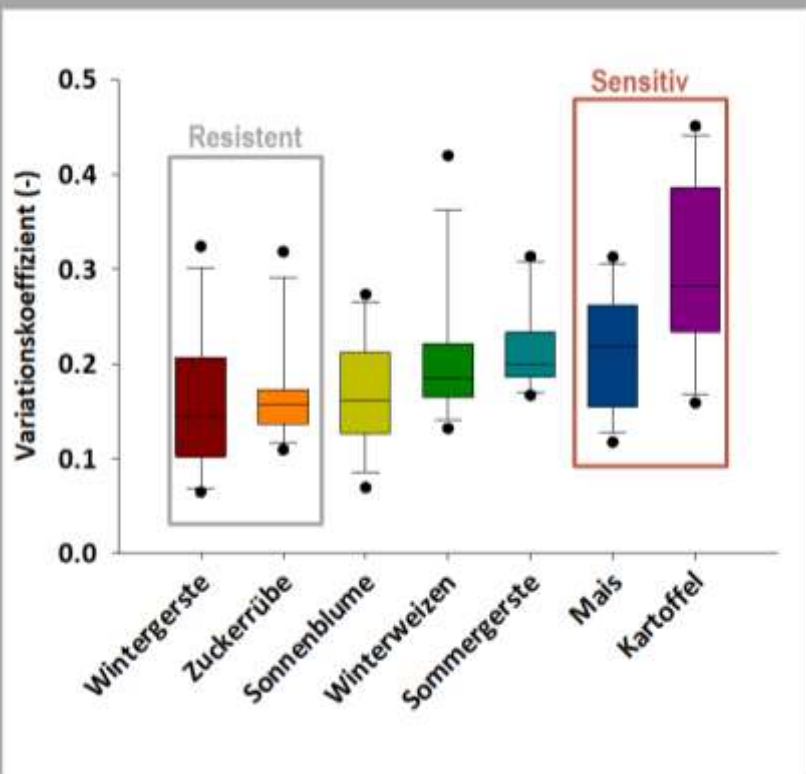 Sensitiv
Resistent
Variationskoeffizient (-)
0.5
0.4
0.3
0.2
0.1
0.0
Wintergerste
Zuckerrübe
Sonnenblume
Winterweizen
Sommergerste
Mais
Kartoffel